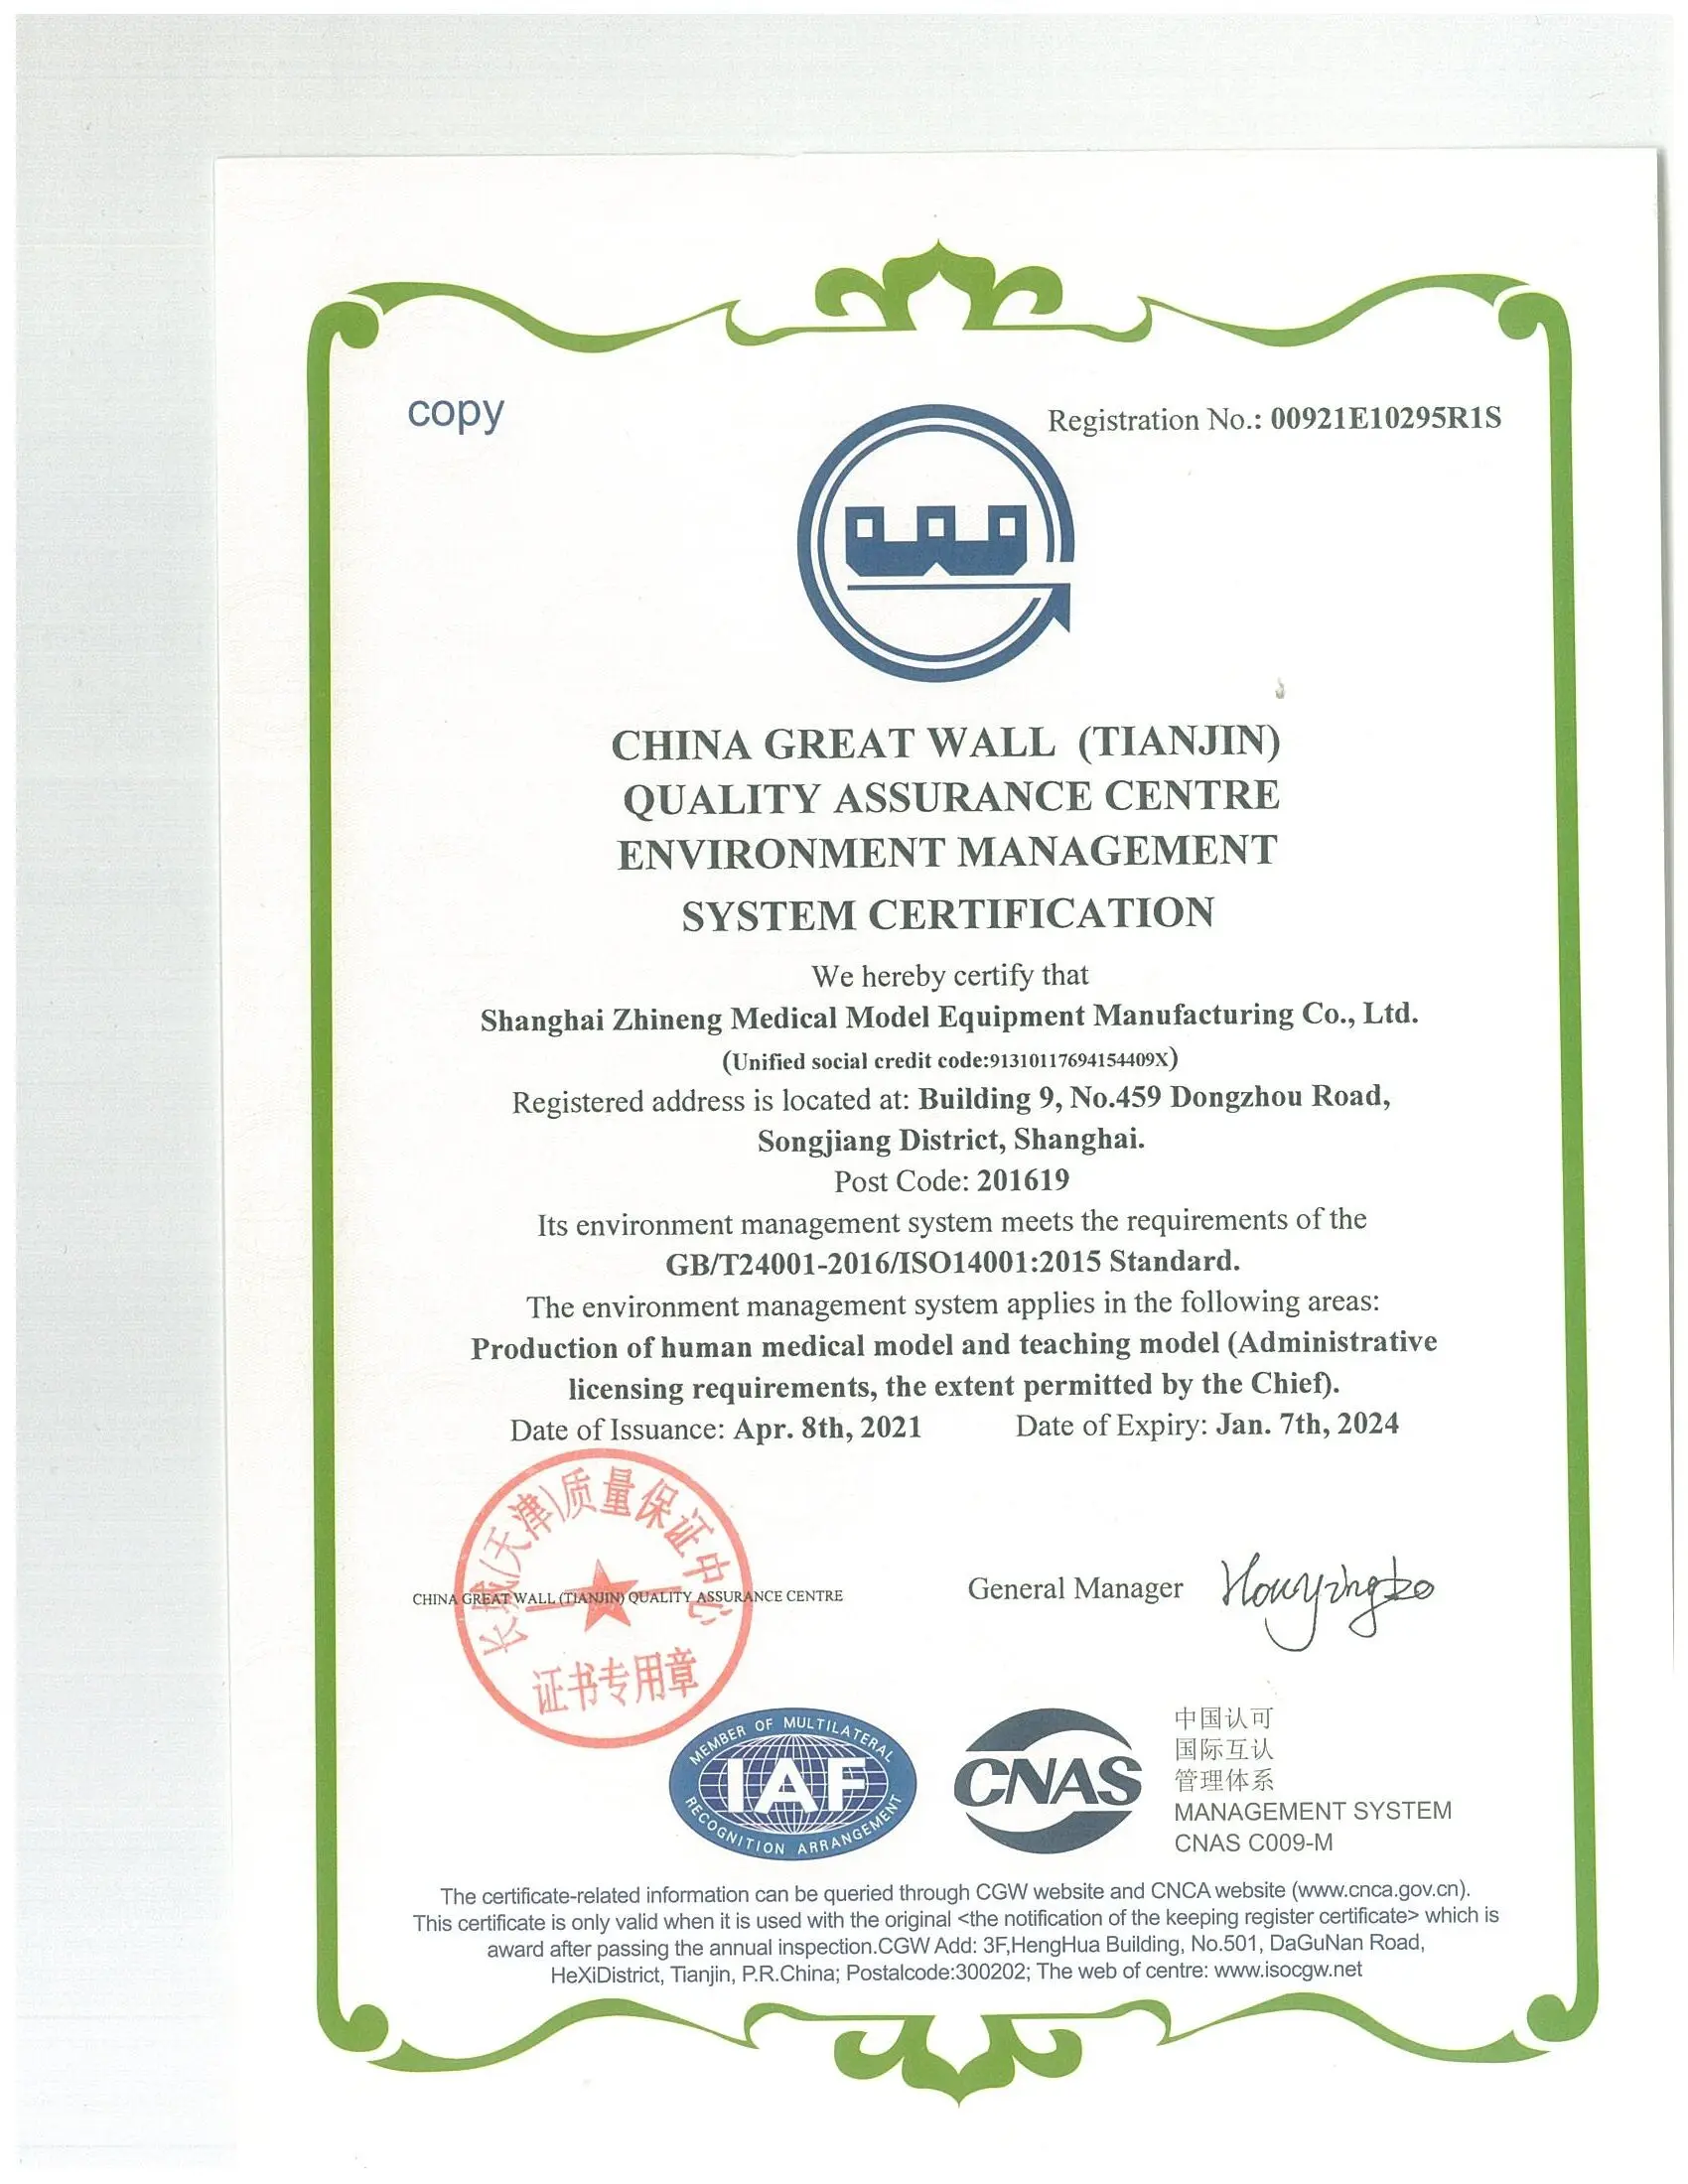 copy
Registration No.: 00921E10295R1S
CHINA GREAT WALL (TIANJIN)
QUALITY ASSURANCE CENTRE
ENVIRONMENT MANAGEMENT
SYSTEM CERTIFICATION
We hereby certify that
Shanghai Zhineng Medical Model Equipment Manufacturing Co., Ltd.
(Unified social credit code:91310117694154409X)
Registered address is located at: Building 9, No.459 Dongzhou Road,
Songjiang District, Shanghai.
Post Code: 201619
Its environment management system meets the requirements of the
GB/T24001-2016/ISO14001:2015 Standard.
The environment management system applies in the following areas:
Production of human medical model and teaching model (Administrative
licensing requirements, the extent permitted by the Chief).
Date of Issuance: Apr. 8th, 2021 Date of Expiry: Jan. 7th, 2024
长城(天津)质量保证中心
CHINA GREAT WALL (TIANJIN) QUALITY ASSURANCE CENTRE
General Manager
证书专用章
MEMBER OF MULTILATERAL
IAF
RECOGNITION ARRANGEMENT
CNAS
中国认可
国际互认
管理体系
MANAGEMENT SYSTEM
CNAS C009-M
The certificate-related information can be queried through CGW website and CNCA website (www.cnca.gov.cn).
This certificate is only valid when it is used with the original <the notification of the keeping register certificate> which is
award after passing the annual inspection.CGW Add: 3F,HengHua Building, No.501, DaGuNan Road,
HeXiDistrict, Tianjin, P.R.China; Postalcode:300202; The web of centre: www.isocgw.net